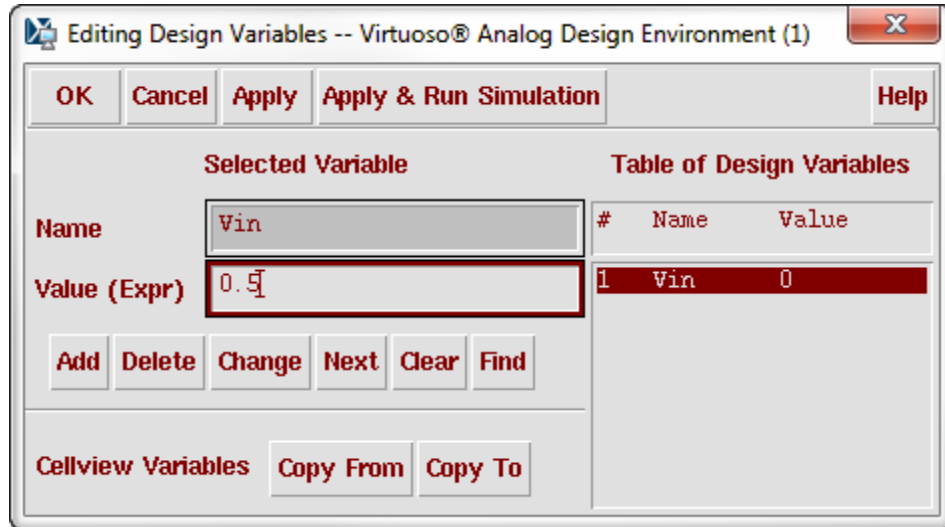 Editing Design Variables -- Virtuoso® Analog Design Environment (1)
OK Cancel Apply Apply & Run Simulation Help
Selected Variable
Name Vin
Value (Expr) 0.5
Add Delete Change Next Clear Find
Cellview Variables Copy From Copy To
Table of Design Variables
# Name Value
1 Vin 0